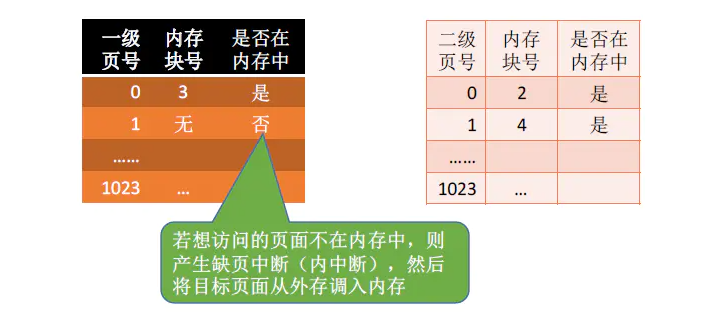 一级页号 内存块号 是否在内存中
0 3 是
1 无 否
……
1023 …
二级页号 内存块号 是否在内存中
0 2 是
1 4 是
……
1023 …
若想访问的页面不在内存中，则
产生缺页中断（内中断），然后
将目标页面从外存调入内存